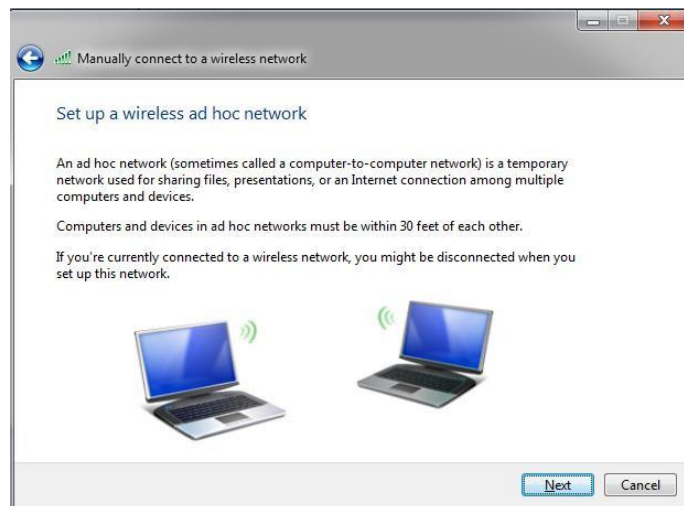 Manually connect to a wireless network
Set up a wireless ad hoc network
An ad hoc network (sometimes called a computer-to-computer network) is a temporary
network used for sharing files, presentations, or an Internet connection among multiple
computers and devices.
Computers and devices in ad hoc networks must be within 30 feet of each other.
If you're currently connected to a wireless network, you might be disconnected when you
set up this network.
Next
Cancel